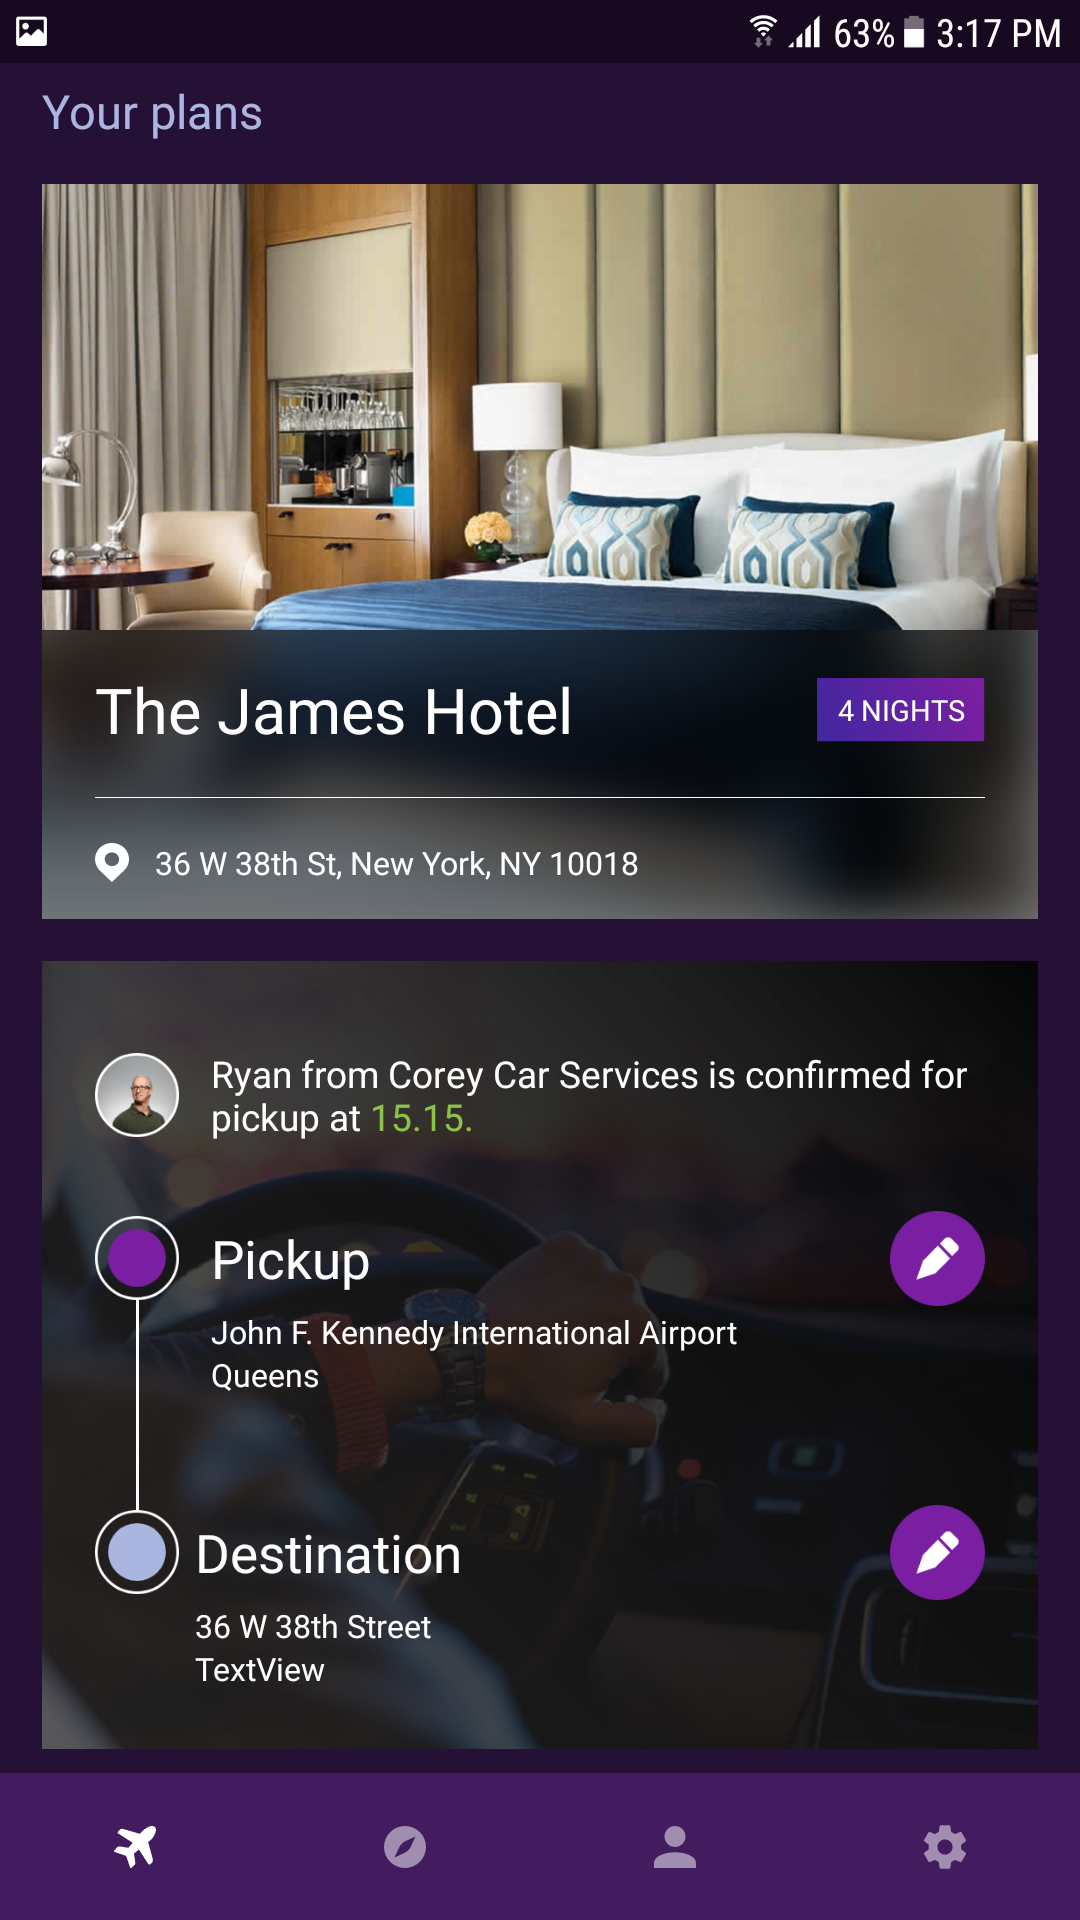 63% 3:17 PM
Your plans
The James Hotel
4 NIGHTS
36 W 38th St, New York, NY 10018
Ryan from Corey Car Services is confirmed for
pickup at 15.15.
Pickup
John F. Kennedy International Airport
Queens
Destination
36 W 38th Street
TextView